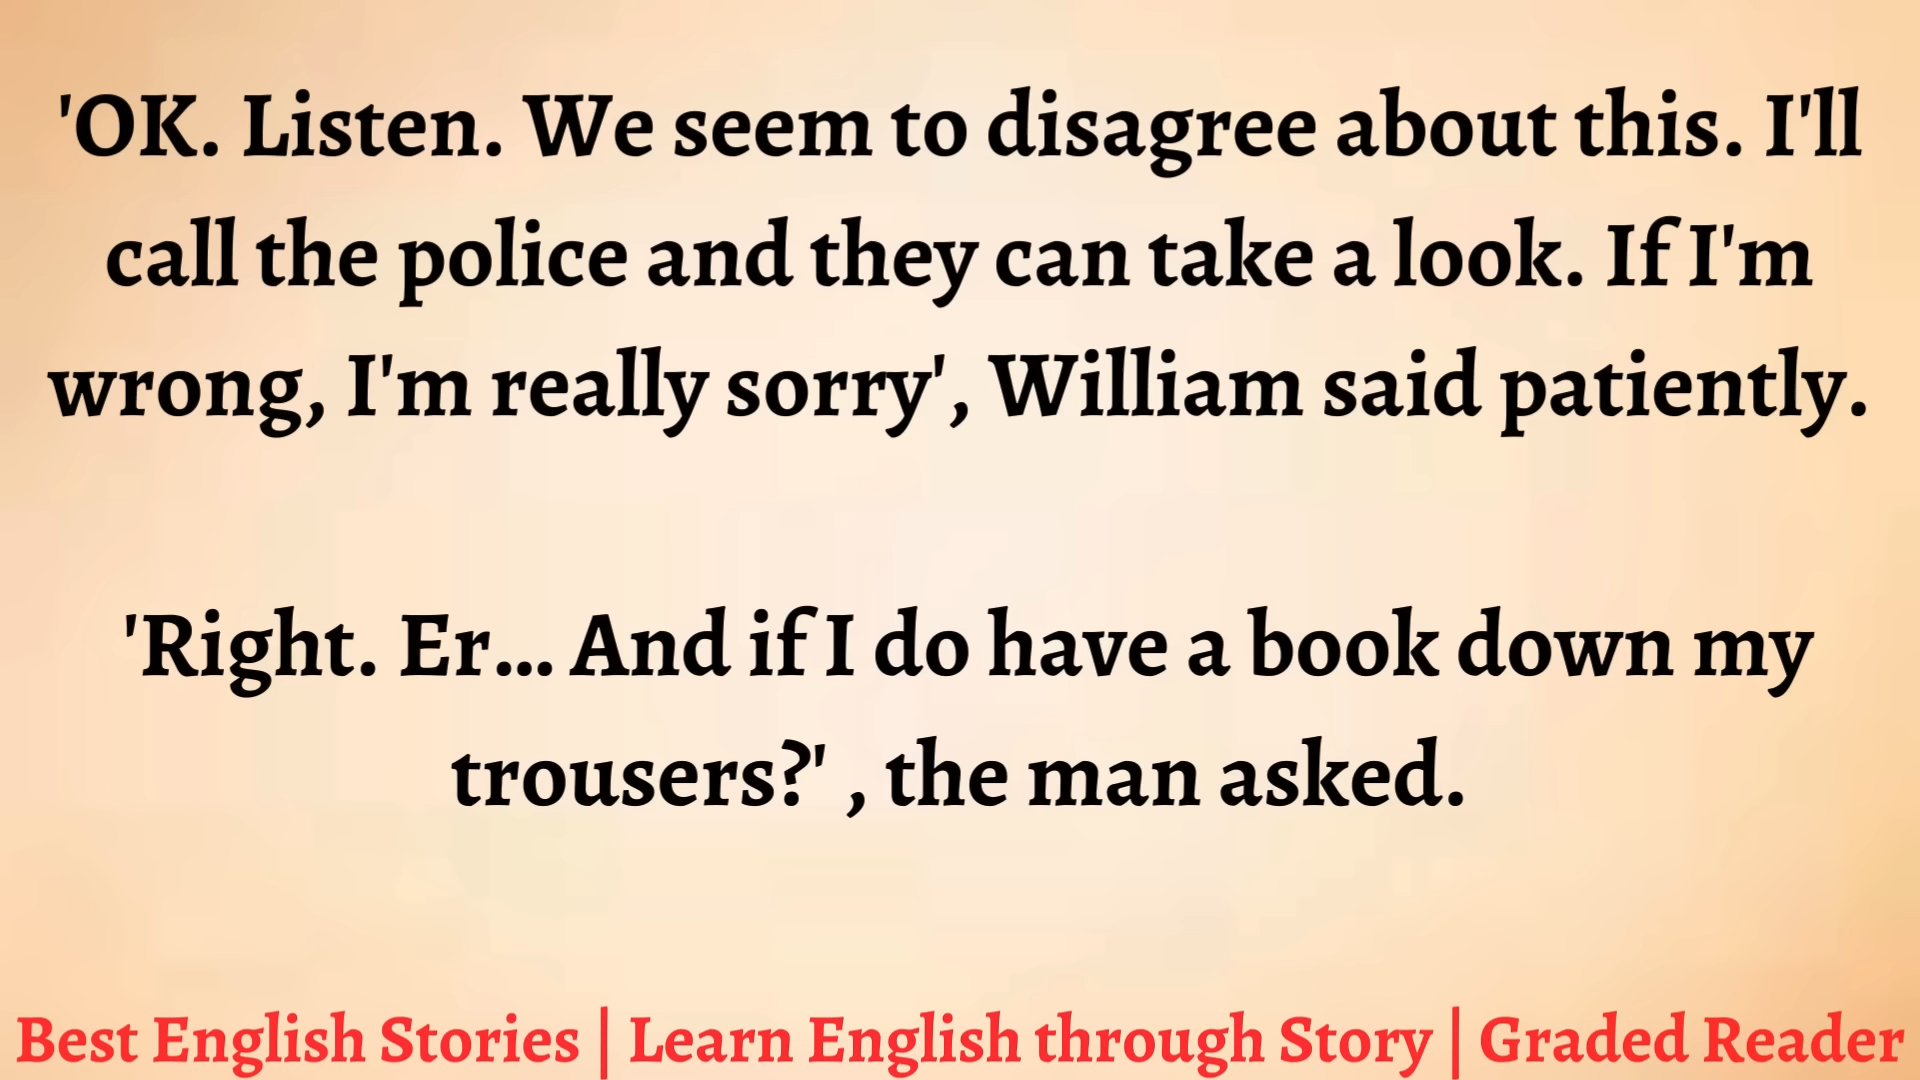 'OK. Listen. We seem to disagree about this. I'll
call the police and they can take a look. If I'm
wrong, I'm really sorry', William said patiently.
'Right. Er... And if I do have a book down my
trousers?' , the man asked.
Best English Stories | Learn English through Story | Graded Reader